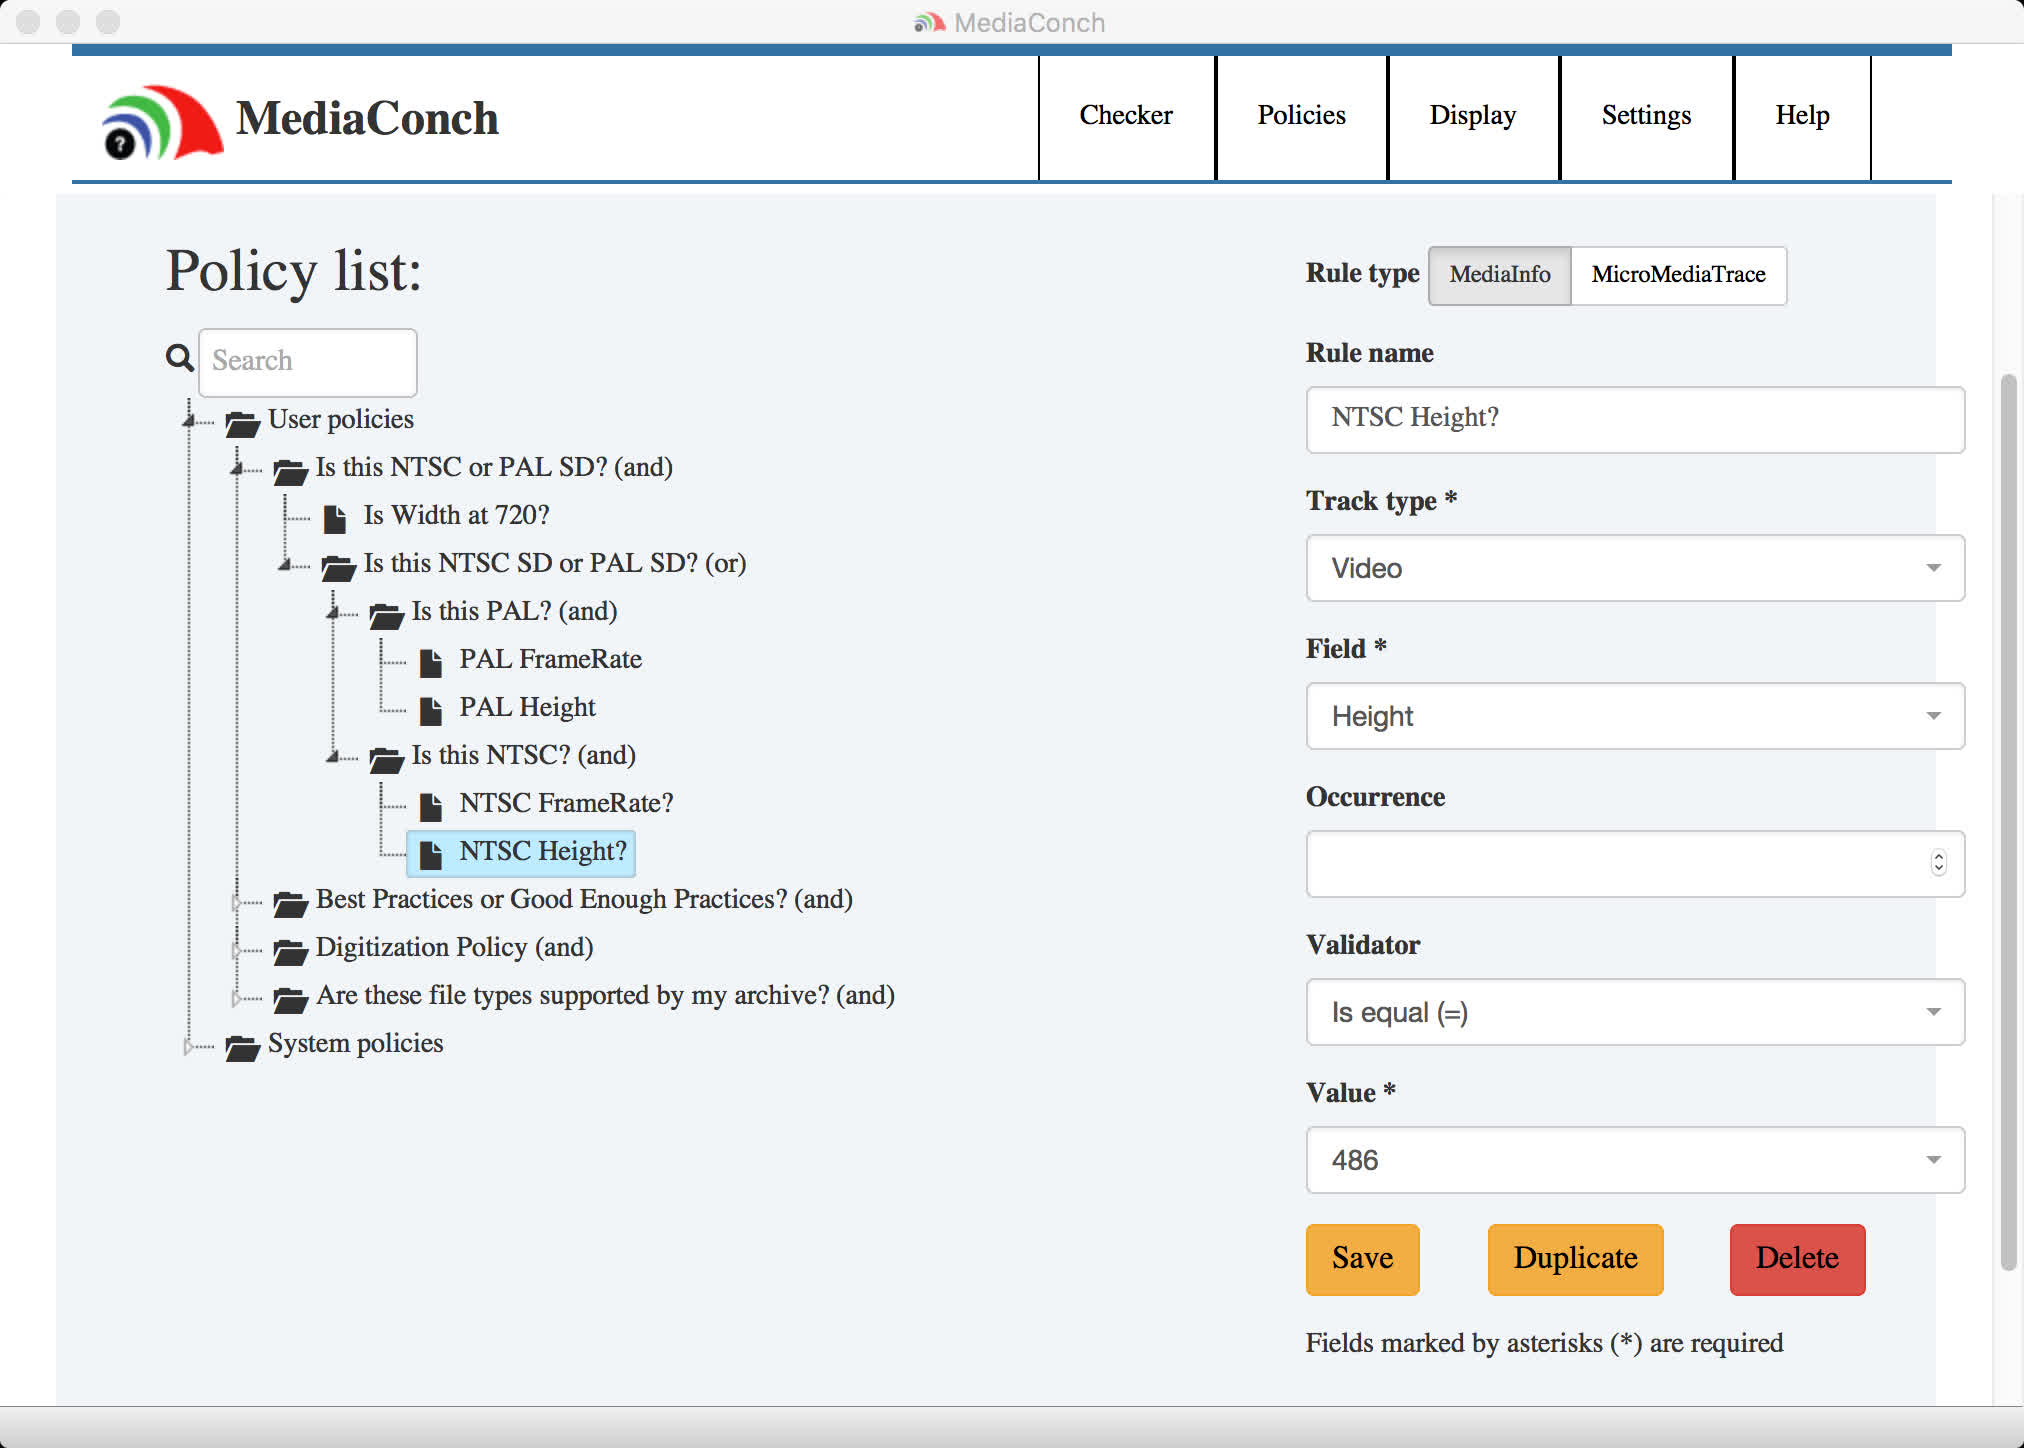 MediaConch
MediaConch
Checker
Policies
Display
Settings
Help
Policy list:
Search
User policies
Is this NTSC or PAL SD? (and)
Is Width at 720?
Is this NTSC SD or PAL SD? (or)
Is this PAL? (and)
PAL FrameRate
PAL Height
Is this NTSC? (and)
NTSC FrameRate?
NTSC Height?
Best Practices or Good Enough Practices? (and)
Digitization Policy (and)
Are these file types supported by my archive? (and)
System policies
Rule type MediaInfo MicroMediaTrace
Rule name
NTSC Height?
Track type *
Video
Field *
Height
Occurrence
Validator
Is equal (=)
Value *
486
Save Duplicate Delete
Fields marked by asterisks (*) are required